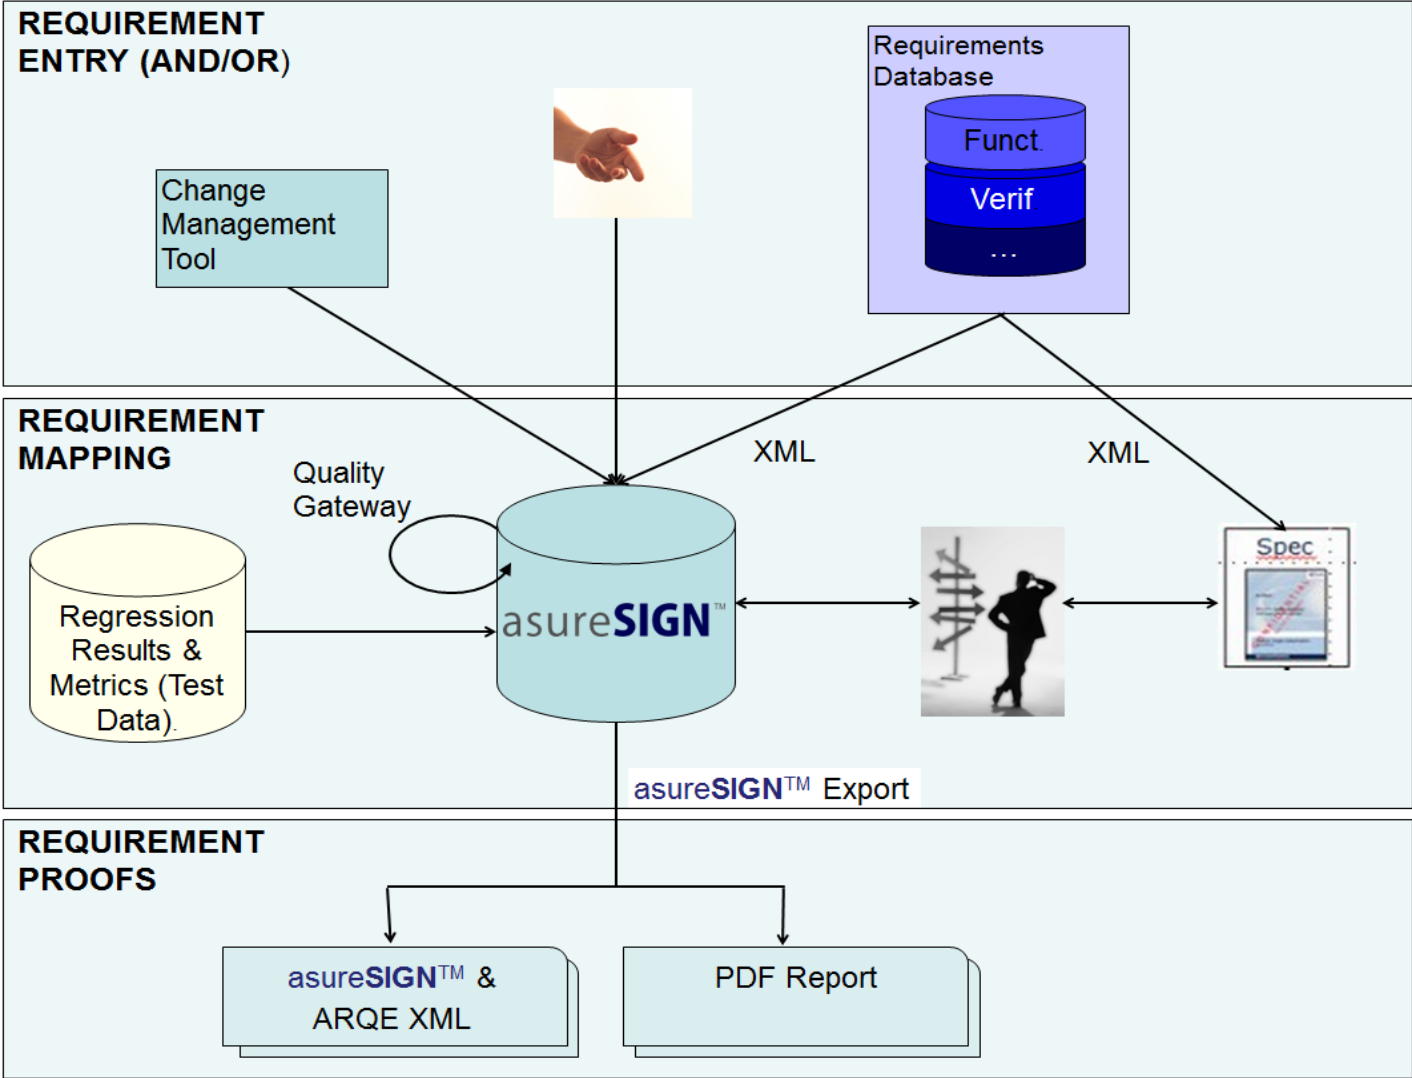 REQUIREMENT
ENTRY (AND/OR)
Requirements
Database
Funct.
Verif.
...
Change
Management
Tool
REQUIREMENT
MAPPING
XML
XML
Quality
Gateway
Spec
asureSIGN™
Regression
Results &
Metrics (Test
Data).
asureSIGN™ Export
REQUIREMENT
PROOFS
asureSIGN™ &
ARQE XML
PDF Report